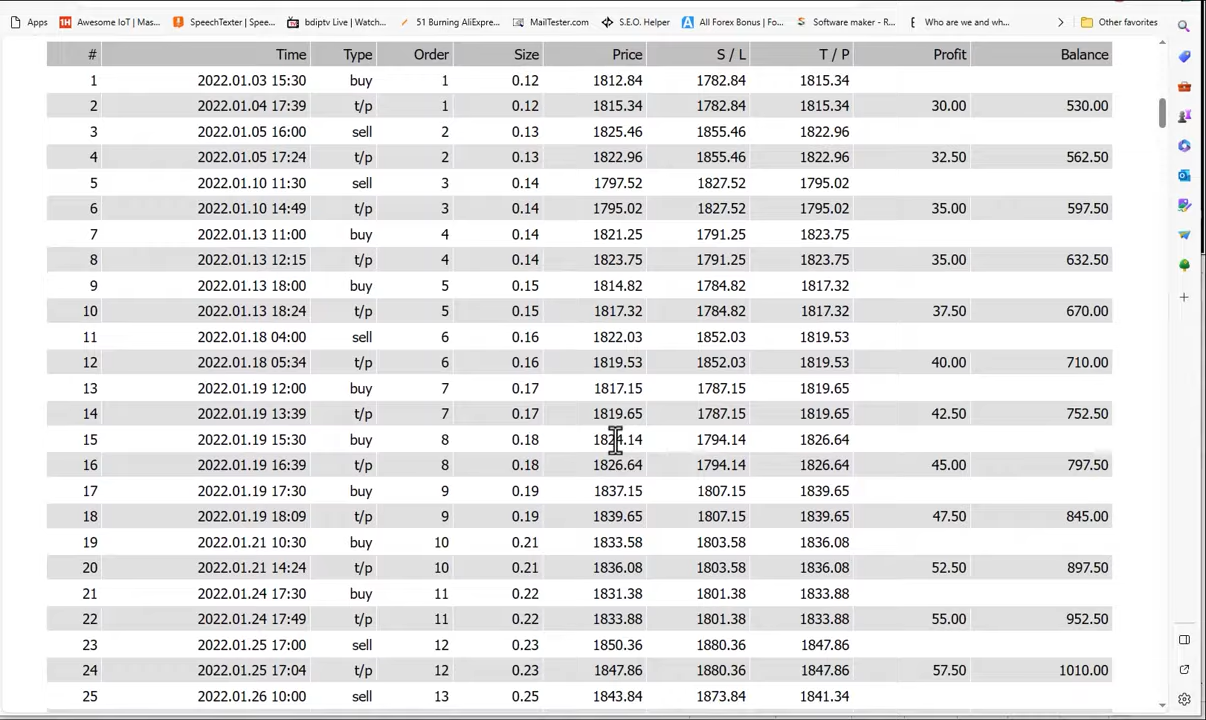 Apps Awesome IoT | Mas... SpeechTexter | Spee... bdiptv Live | Watch... 51 Burning AliExpre... MailTester.com S.E.O. Helper All Forex Bonus | Fo... Software maker - R... Who are we and wh... Other favorites
# Time Type Order Size Price S / L T / P Profit Balance
1 2022.01.03 15:30 buy 1 0.12 1812.84 1782.84 1815.34
2 2022.01.04 17:39 t/p 1 0.12 1815.34 1782.84 1815.34 30.00 530.00
3 2022.01.05 16:00 sell 2 0.13 1825.46 1855.46 1822.96
4 2022.01.05 17:24 t/p 2 0.13 1822.96 1855.46 1822.96 32.50 562.50
5 2022.01.10 11:30 sell 3 0.14 1797.52 1827.52 1795.02
6 2022.01.10 14:49 t/p 3 0.14 1795.02 1827.52 1795.02 35.00 597.50
7 2022.01.13 11:00 buy 4 0.14 1821.25 1791.25 1823.75
8 2022.01.13 12:15 t/p 4 0.14 1823.75 1791.25 1823.75 35.00 632.50
9 2022.01.13 18:00 buy 5 0.15 1814.82 1784.82 1817.32
10 2022.01.13 18:24 t/p 5 0.15 1817.32 1784.82 1817.32 37.50 670.00
11 2022.01.18 04:00 sell 6 0.16 1822.03 1852.03 1819.53
12 2022.01.18 05:34 t/p 6 0.16 1819.53 1852.03 1819.53 40.00 710.00
13 2022.01.19 12:00 buy 7 0.17 1817.15 1787.15 1819.65
14 2022.01.19 13:39 t/p 7 0.17 1819.65 1787.15 1819.65 42.50 752.50
15 2022.01.19 15:30 buy 8 0.18 1824.14 1794.14 1826.64
16 2022.01.19 16:39 t/p 8 0.18 1826.64 1794.14 1826.64 45.00 797.50
17 2022.01.19 17:30 buy 9 0.19 1837.15 1807.15 1839.65
18 2022.01.19 18:09 t/p 9 0.19 1839.65 1807.15 1839.65 47.50 845.00
19 2022.01.21 10:30 buy 10 0.21 1833.58 1803.58 1836.08
20 2022.01.21 14:24 t/p 10 0.21 1836.08 1803.58 1836.08 52.50 897.50
21 2022.01.24 17:30 buy 11 0.22 1831.38 1801.38 1833.88
22 2022.01.24 17:49 t/p 11 0.22 1833.88 1801.38 1833.88 55.00 952.50
23 2022.01.25 17:00 sell 12 0.23 1850.36 1880.36 1847.86
24 2022.01.25 17:04 t/p 12 0.23 1847.86 1880.36 1847.86 57.50 1010.00
25 2022.01.26 10:00 sell 13 0.25 1843.84 1873.84 1841.34